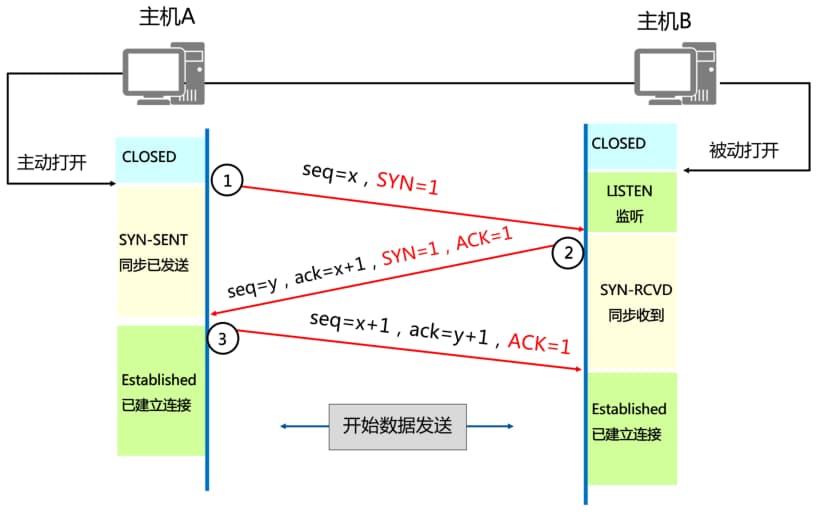 主机A
主机B
主动打开
被动打开
CLOSED
CLOSED
1
seq=x，SYN=1
LISTEN
监听
SYN-SENT
同步已发送
2
seq=y，ack=x+1，SYN=1，ACK=1
SYN-RCVD
同步收到
3
seq=x+1，ack=y+1，ACK=1
Established
已建立连接
开始数据发送
Established
已建立连接